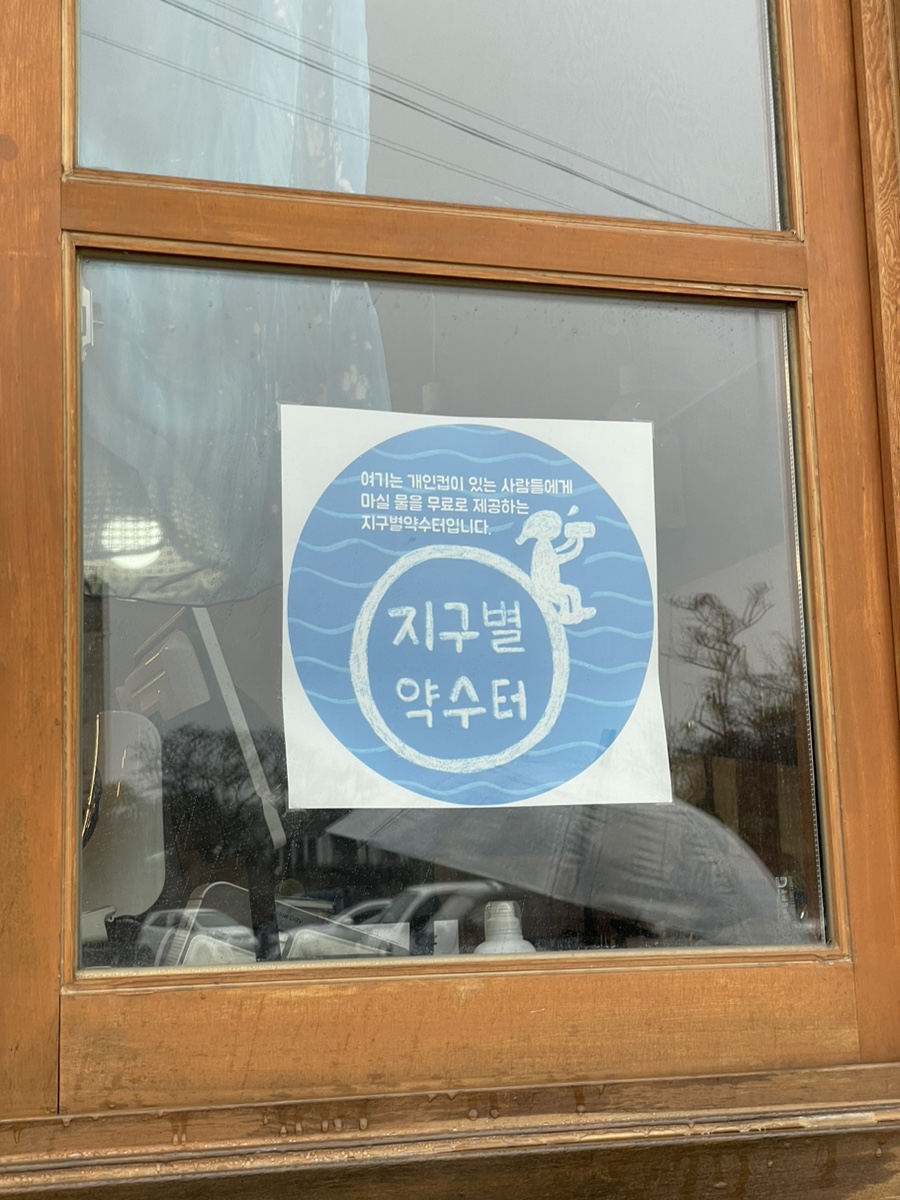 여기는 개인컵이 있는 사람들에게
마실 물을 무료로 제공하는
지구별약수터입니다.
지구별
약수터